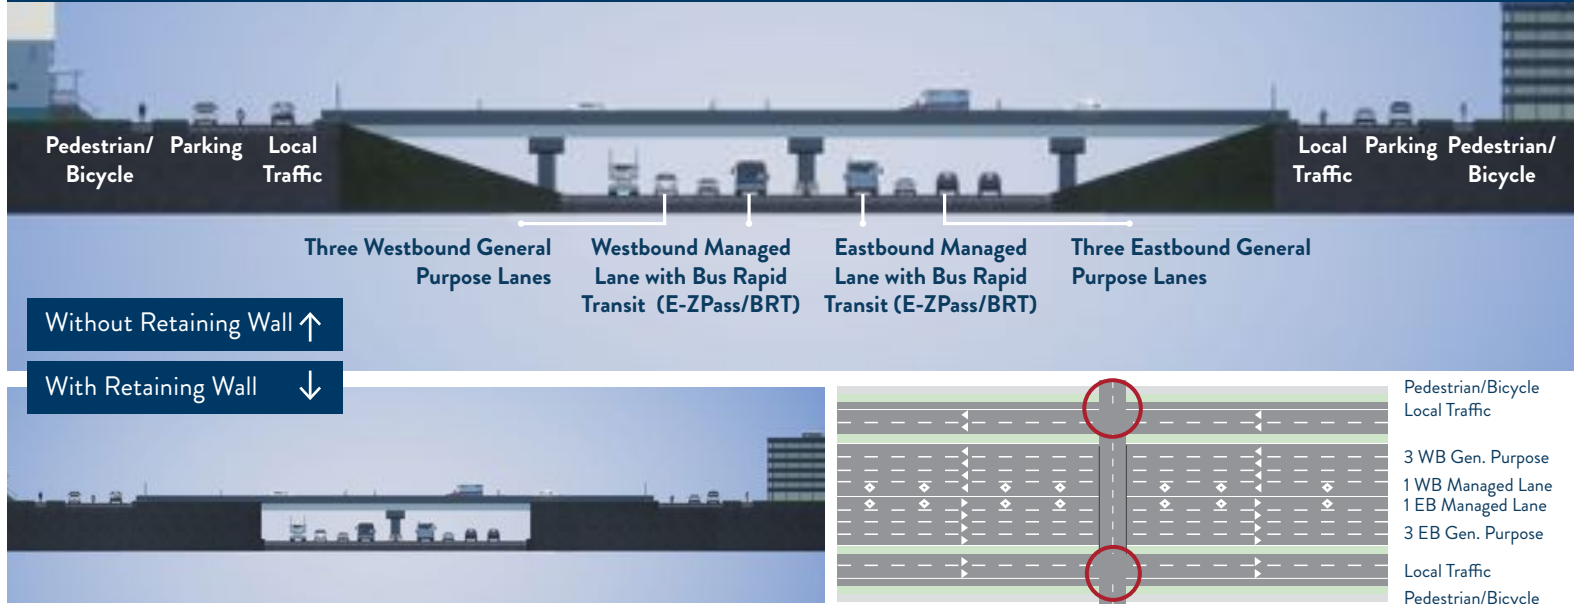 Pedestrian/
Bicycle
Parking
Local
Traffic
Local
Traffic
Parking
Pedestrian/
Bicycle
Three Westbound General
Purpose Lanes
Westbound Managed
Lane with Bus Rapid
Transit (E-ZPass/BRT)
Eastbound Managed
Lane with Bus Rapid
Transit (E-ZPass/BRT)
Three Eastbound General
Purpose Lanes
Without Retaining Wall ↑
With Retaining Wall ↓
Pedestrian/Bicycle
Local Traffic
3 WB Gen. Purpose
1 WB Managed Lane
1 EB Managed Lane
3 EB Gen. Purpose
Local Traffic
Pedestrian/Bicycle